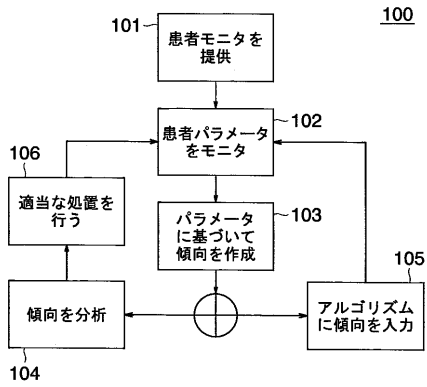 100
101
患者モニタを
提供
102
患者パラメータ
をモニタ
106
適当な処置を
行う
103
パラメータ
に基づいて
傾向を作成
105
アルゴリズム
に傾向を入力
傾向を分析
104